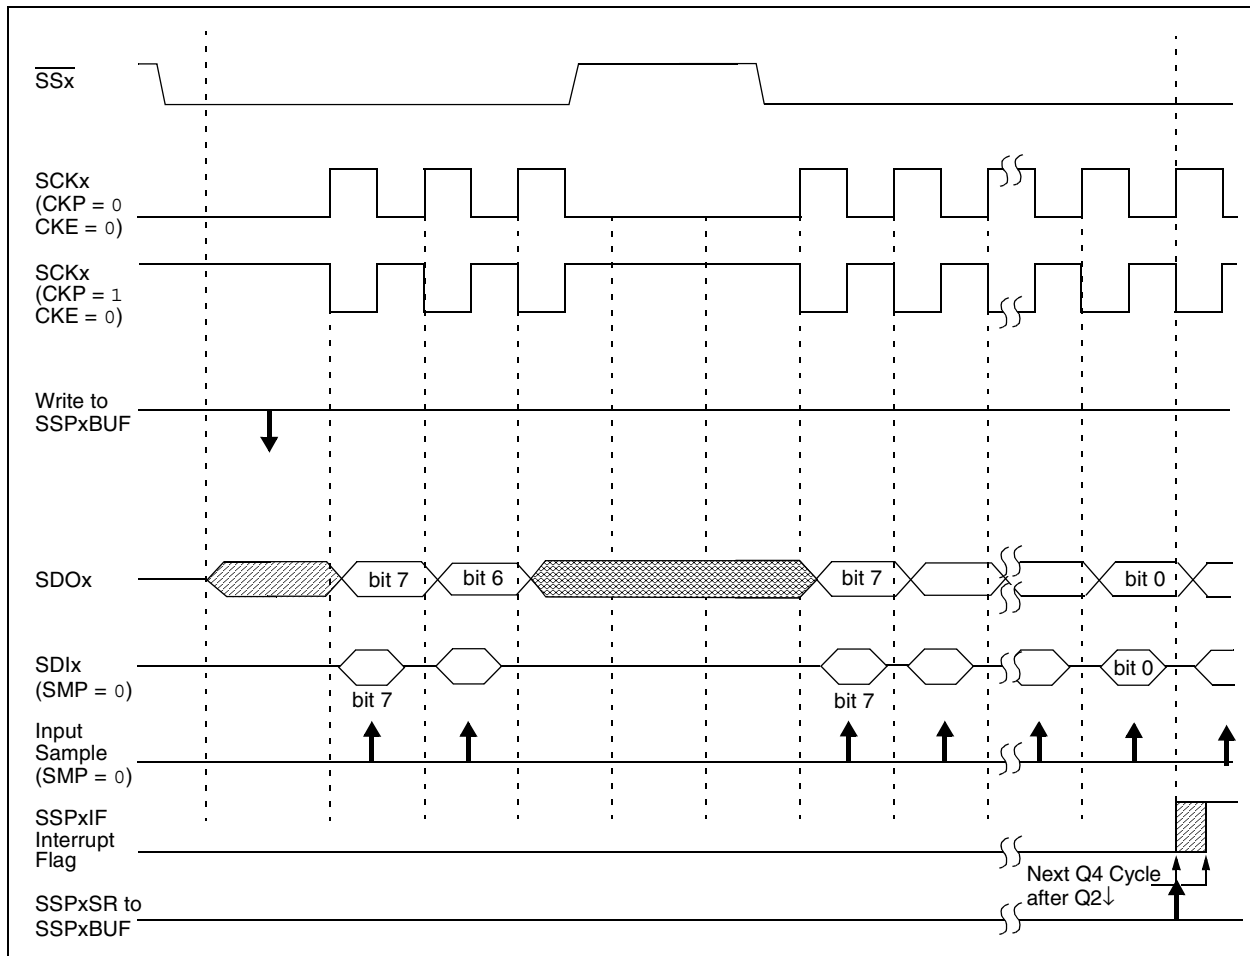 SSx
SCKx
(CKP = 0
CKE = 0)
SCKx
(CKP = 1
CKE = 0)
Write to
SSPxBUF
SDOx
bit 7
bit 6
bit 7
bit 0
SDIx
(SMP = 0)
bit 7
bit 7
bit 0
Input
Sample
(SMP = 0)
SSPxIF
Interrupt
Flag
Next Q4 Cycle
after Q2↓
SSPxSR to
SSPxBUF